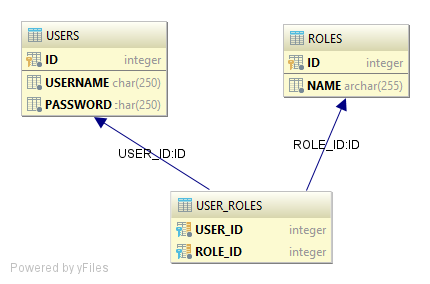 USERS
ID integer
USERNAME char(250)
PASSWORD :har(250)
ROLES
ID integer
NAME archar(255)
USER_ID:ID
ROLE_ID:ID
USER_ROLES
USER_ID integer
ROLE_ID integer
Powered by yFiles